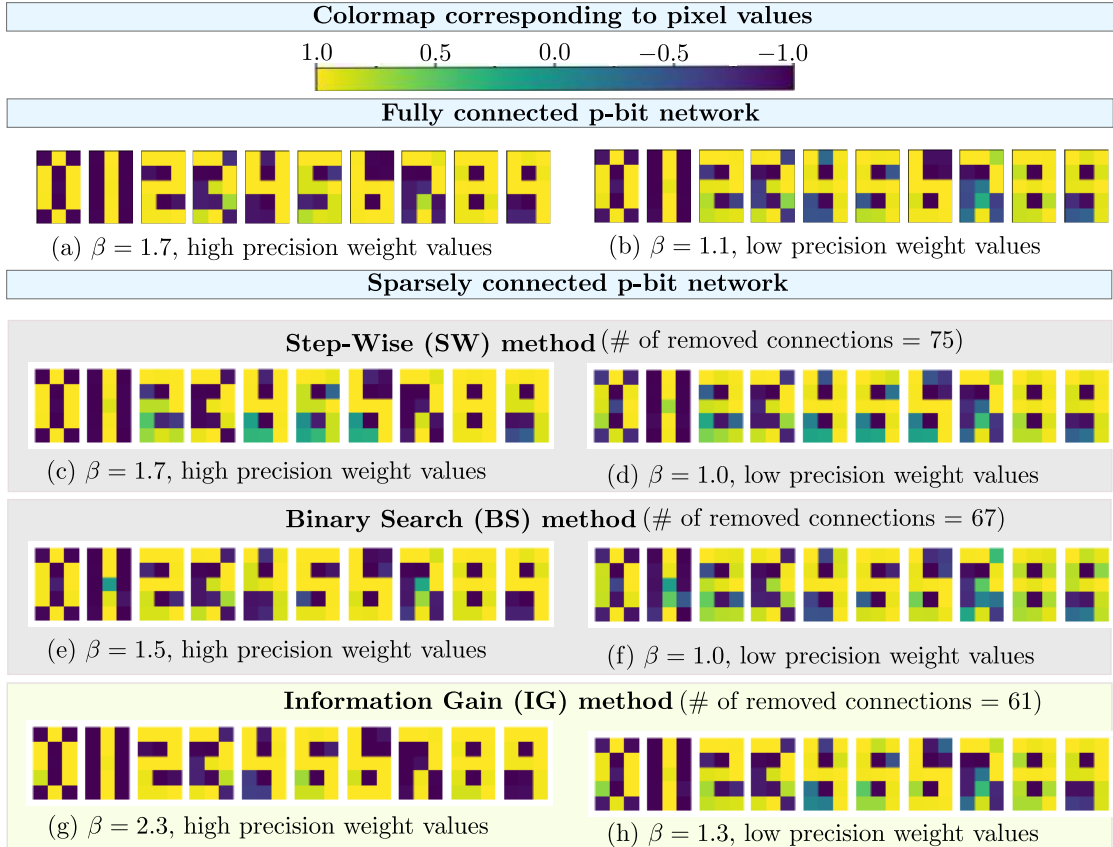 Colormap corresponding to pixel values
1.0 0.5 0.0 −0.5 −1.0
Fully connected p-bit network
(a) β = 1.7, high precision weight values
(b) β = 1.1, low precision weight values
Sparsely connected p-bit network
Step-Wise (SW) method (# of removed connections = 75)
(c) β = 1.7, high precision weight values
(d) β = 1.0, low precision weight values
Binary Search (BS) method (# of removed connections = 67)
(e) β = 1.5, high precision weight values
(f) β = 1.0, low precision weight values
Information Gain (IG) method (# of removed connections = 61)
(g) β = 2.3, high precision weight values
(h) β = 1.3, low precision weight values